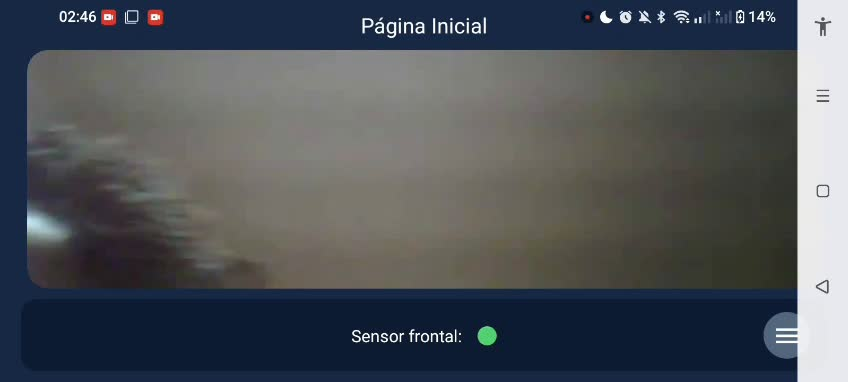 02:46
Página Inicial
14%
Sensor frontal: